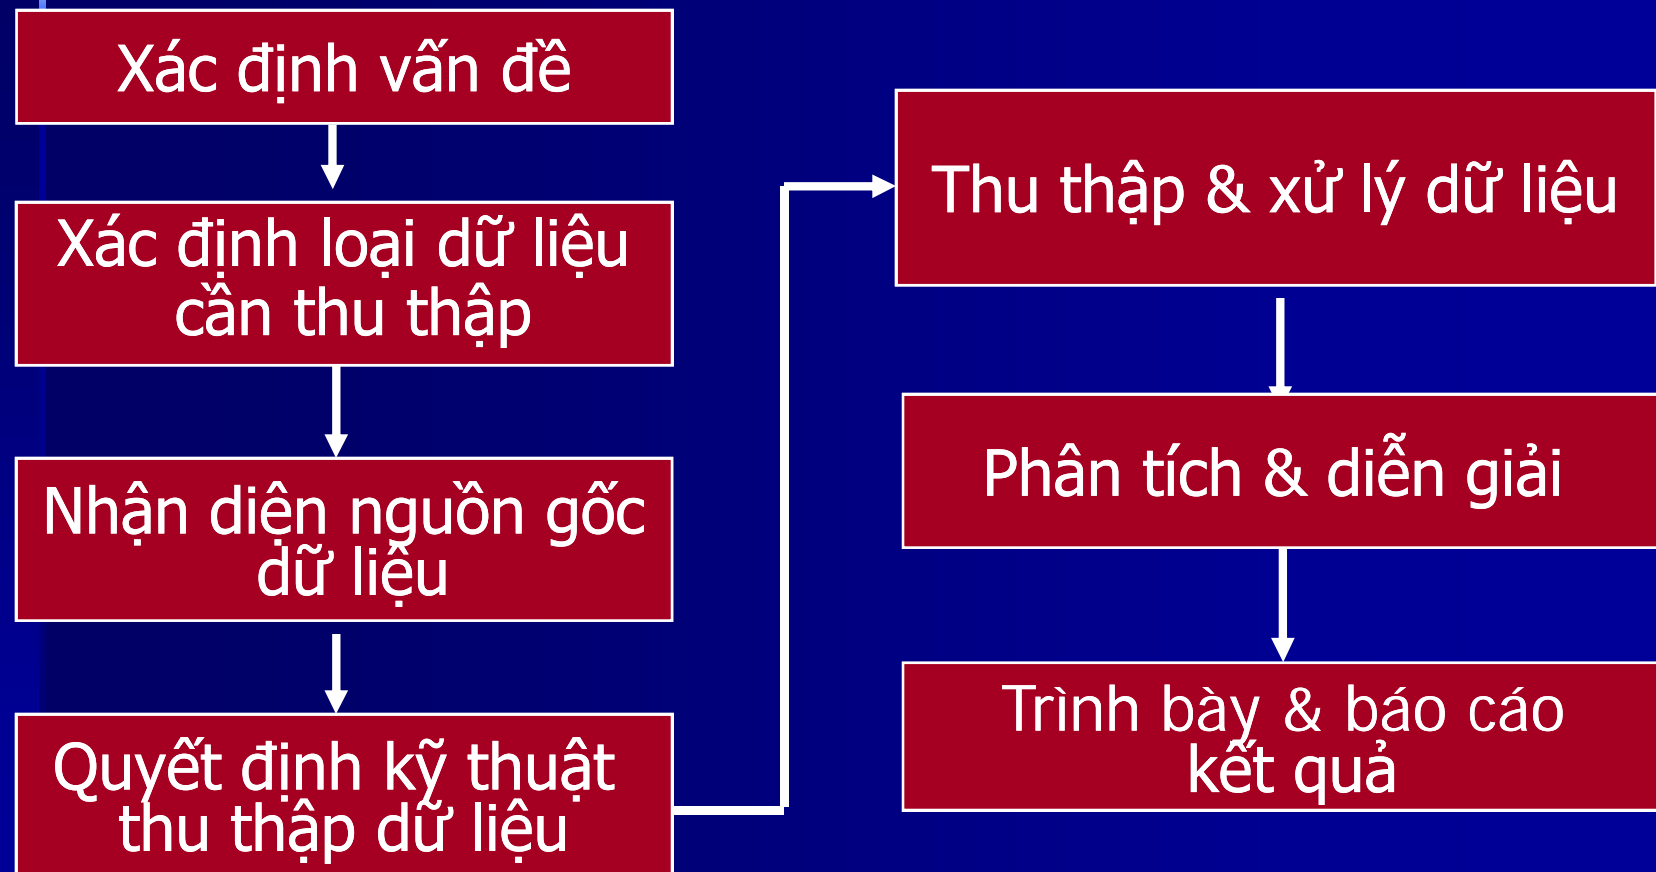 Xác định vấn đề
Xác định loại dữ liệu
cần thu thập
Nhận diện nguồn gốc
dữ liệu
Quyết định kỹ thuật
thu thập dữ liệu
Thu thập & xử lý dữ liệu
Phân tích & diễn giải
Trình bày & báo cáo
kết quả